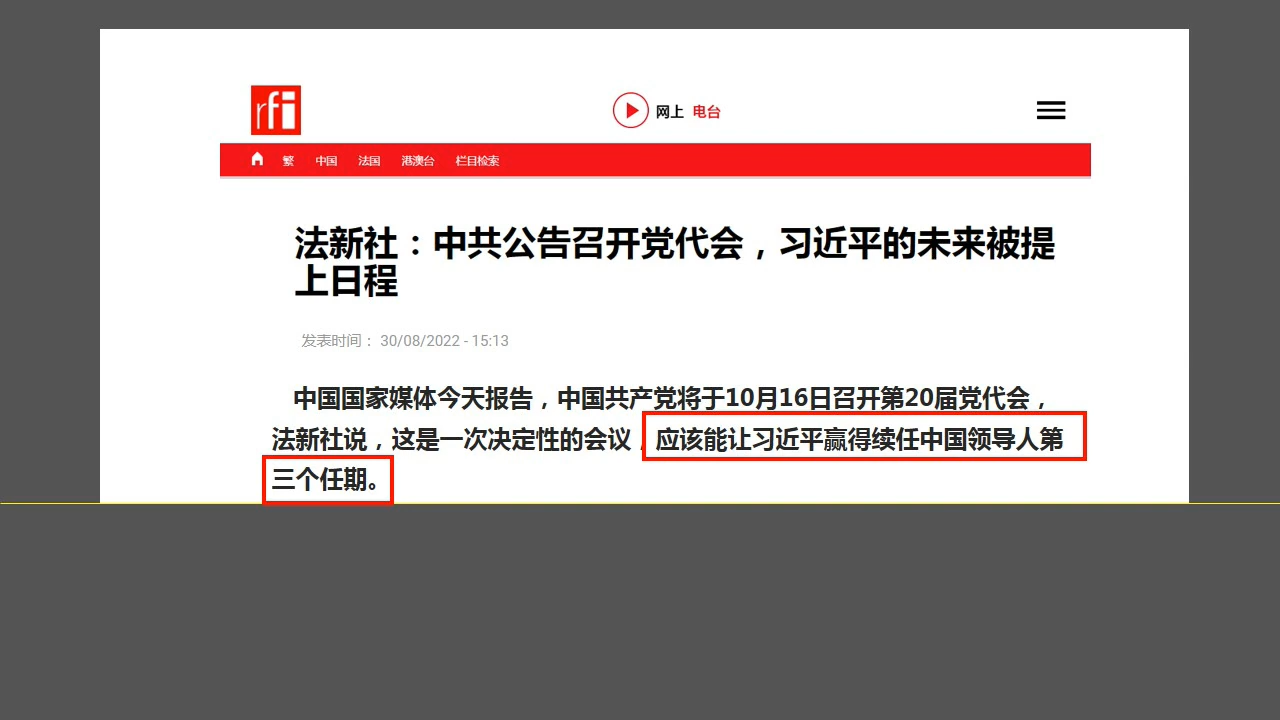 rfi
网上 电台
繁 中国 法国 港澳台 栏目检索
法新社：中共公告召开党代会，习近平的未来被提
上日程
发表时间： 30/08/2022 - 15:13
中国国家媒体今天报告，中国共产党将于10月16日召开第20届党代会，
法新社说，这是一次决定性的会议，应该能让习近平赢得续任中国领导人第
三个任期。